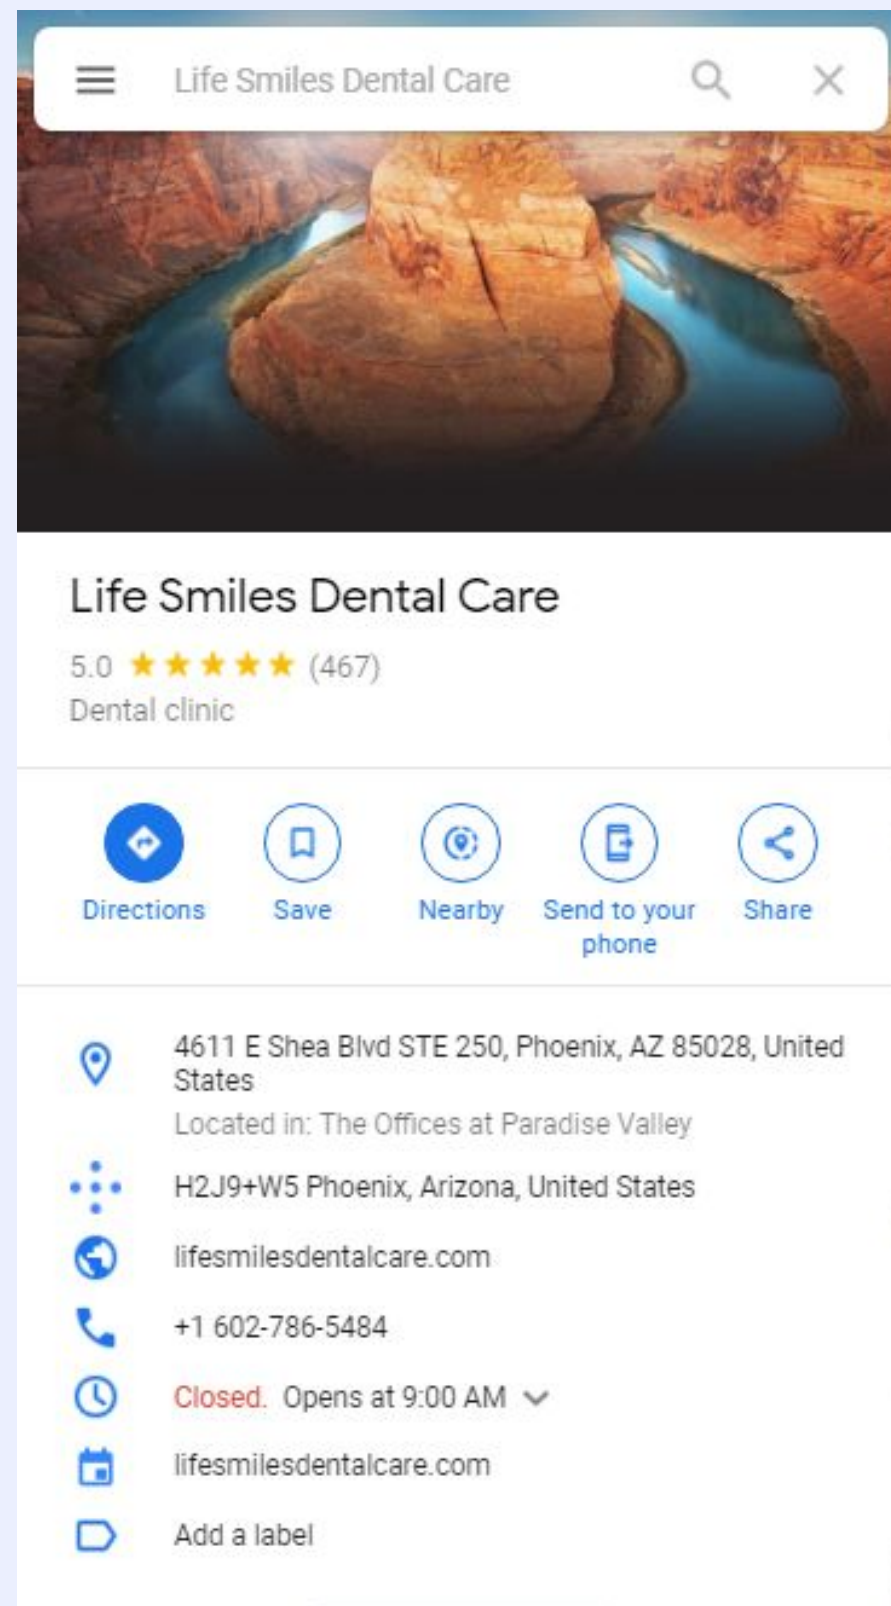 Life Smiles Dental Care
Life Smiles Dental Care
5.0 (467)
Dental clinic
Directions Save Nearby Send to your phone Share
4611 E Shea Blvd STE 250, Phoenix, AZ 85028, United
States
Located in: The Offices at Paradise Valley
H2J9+W5 Phoenix, Arizona, United States
lifesmilesdentalcare.com
+1 602-786-5484
Closed. Opens at 9:00 AM
lifesmilesdentalcare.com
Add a label